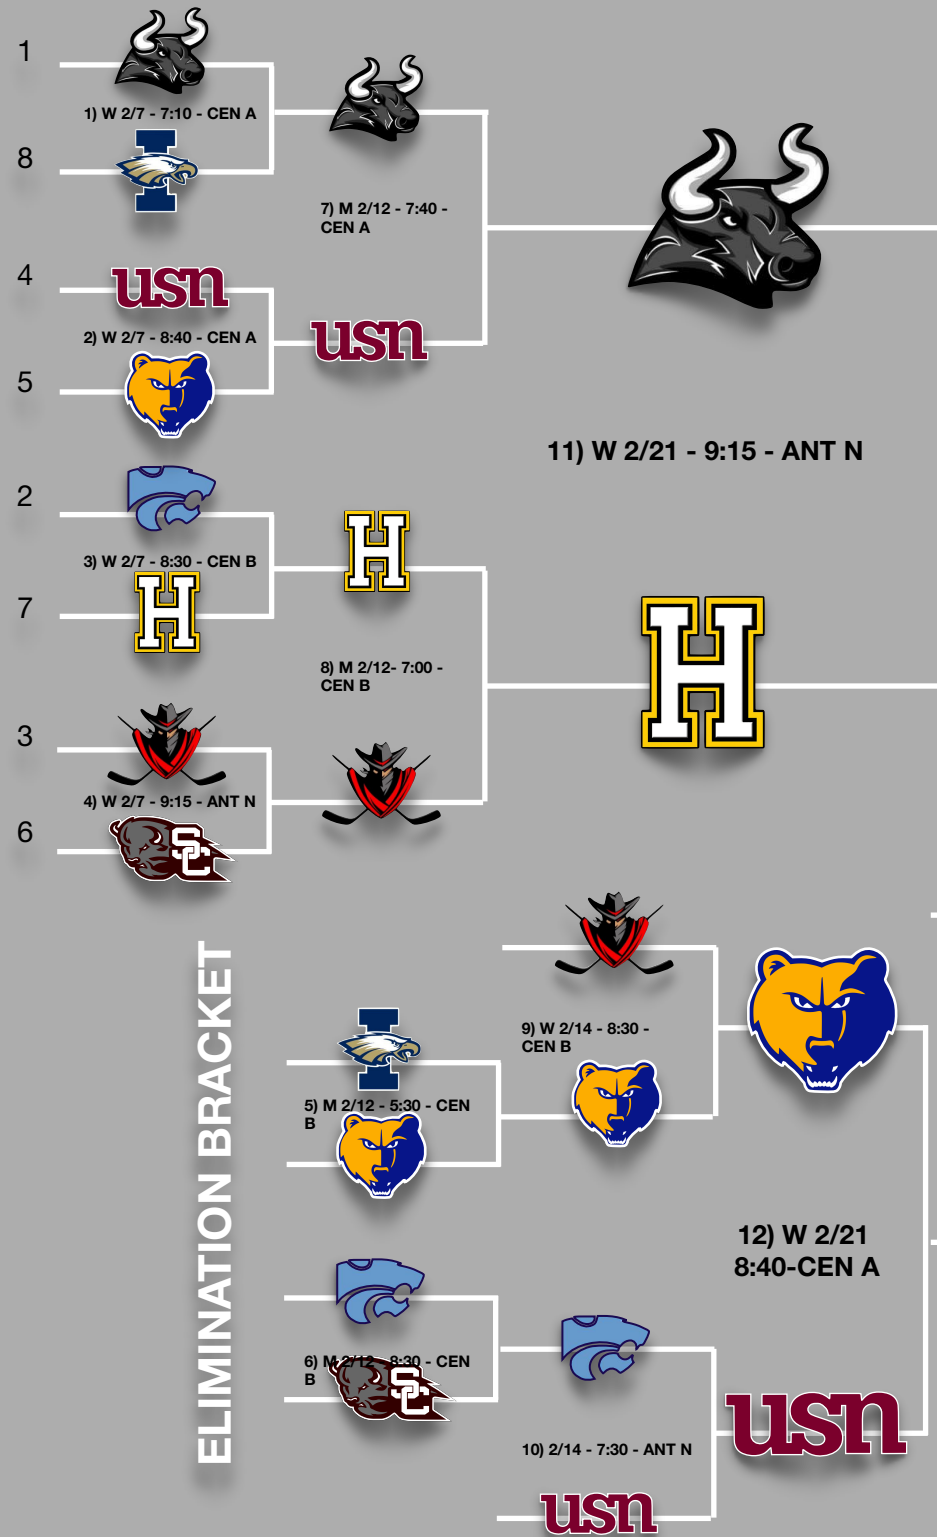 1
1) W 2/7 - 7:10 - CEN A
8
I
7) M 2/12 - 7:40 -
CEN A
4
usn
2) W 2/7 - 8:40 - CEN A
usn
5
11) W 2/21 - 9:15 - ANT N
2
3) W 2/7 - 8:30 - CEN B
H
7
H
8) M 2/12- 7:00 -
CEN B
H
3
4) W 2/7 - 9:15 - ANT N
6
SC
ELIMINATION BRACKET
9) W 2/14 - 8:30 -
CEN B
I
5) M 2/12 - 5:30 - CEN
B
12) W 2/21
8:40-CEN A
6) M 2/12 - 8:30 - CEN
B
SC
10) 2/14 - 7:30 - ANT N
usn
usn